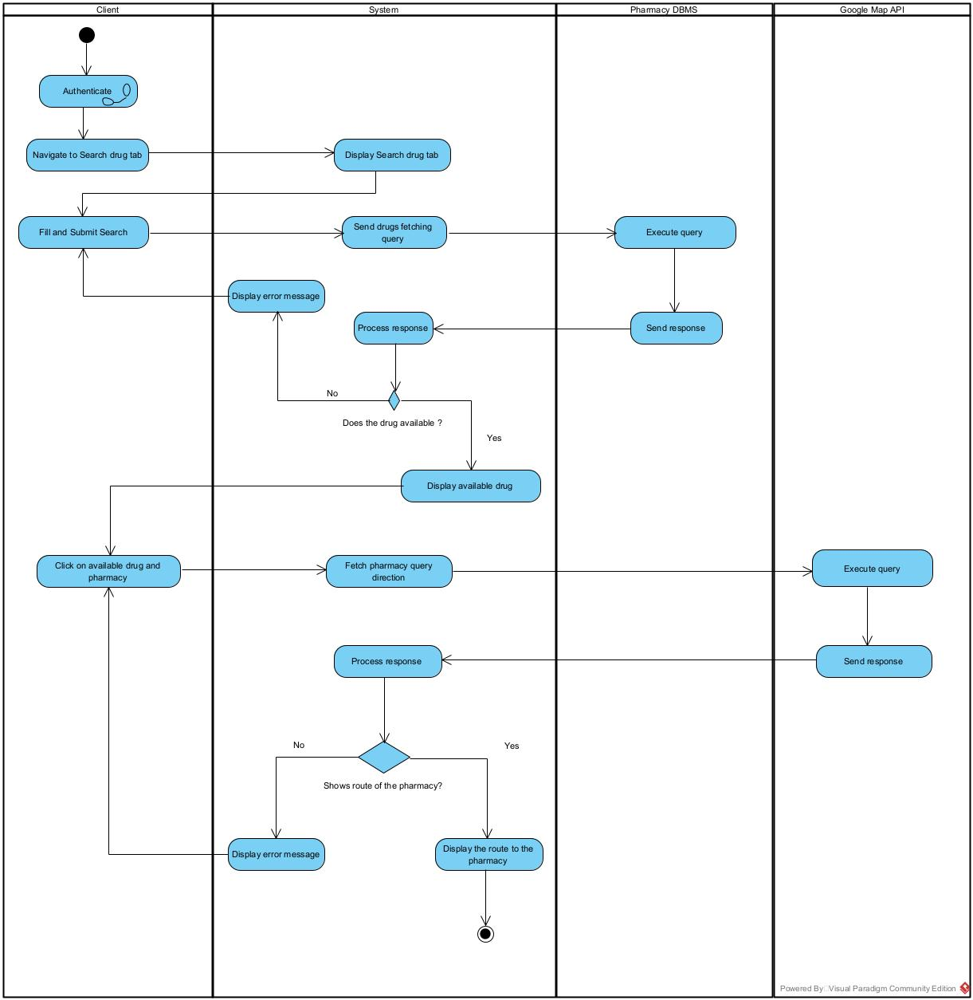 Client
System
Pharmacy DBMS
Google Map API
Authenticate
Navigate to Search drug tab
Display Search drug tab
Fill and Submit Search
Send drugs fetching
query
Execute query
Display error message
Process response
Send response
No
Does the drug available ?
Yes
Display available drug
Click on available drug and
pharmacy
Fetch pharmacy query
direction
Execute query
Process response
Send response
No
Yes
Shows route of the pharmacy?
Display error message
Display the route to the
pharmacy
Powered By Visual Paradigm Community Edition